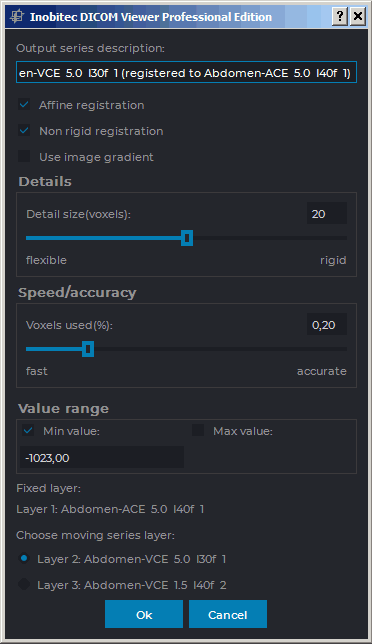 Inobitec DICOM Viewer Professional Edition
Output series description:
en-VCE 5.0 I30f 1 (registered to Abdomen-ACE 5.0 I40f 1)
Affine registration
Non rigid registration
Use image gradient
Details
Detail size(voxels): 20
flexible rigid
Speed/accuracy
Voxels used(%): 0,20
fast accurate
Value range
Min value: Max value:
-1023,00
Fixed layer:
Layer 1: Abdomen-ACE 5.0 I40f 1
Choose moving series layer:
Layer 2: Abdomen-VCE 5.0 I30f 1
Layer 3: Abdomen-VCE 1.5 I40f 2
Ok Cancel